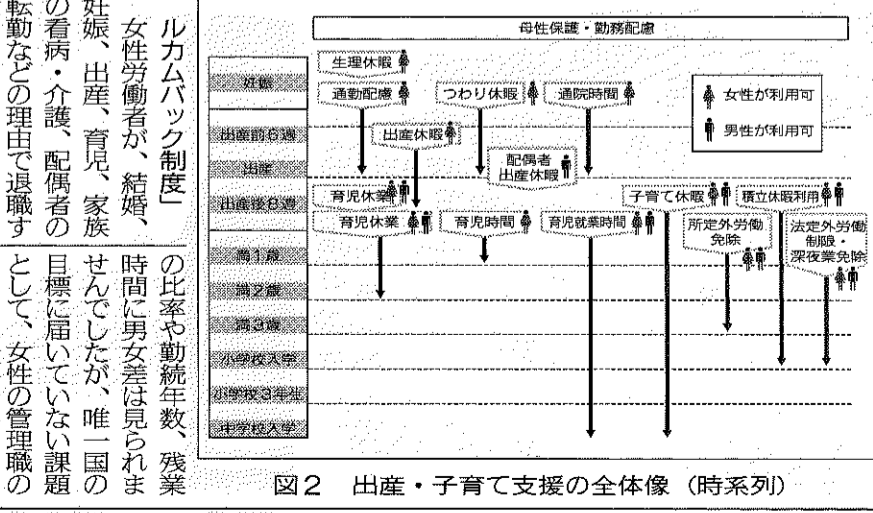 ルカムバック制度」
女性労働者が、結婚、
妊娠、出産、育児、家族
の看病・介護、配偶者の
転勤などの理由で退職す
の比率や勤続年数、残業
時間に男女差は見られま
せんでしたが、唯一国の
目標に届いていない課題
として、女性の管理職の
母性保護・勤務配慮
生理休暇
妊娠
通勤配慮
つわり休暇
通院時間
女性が利用可
男性が利用可
出産前6週
出産休暇
出産
配偶者
出産休暇
出産後8週
育児休業
子育て休暇
積立休暇利用
育児休業
育児時間
育児就業時間
所定外労働
免除
法定外労働
制限・
深夜業免除
満1歳
満2歳
満3歳
小学校入学
小学校3年生
中学校入学
図2 出産・子育て支援の全体像(時系列)